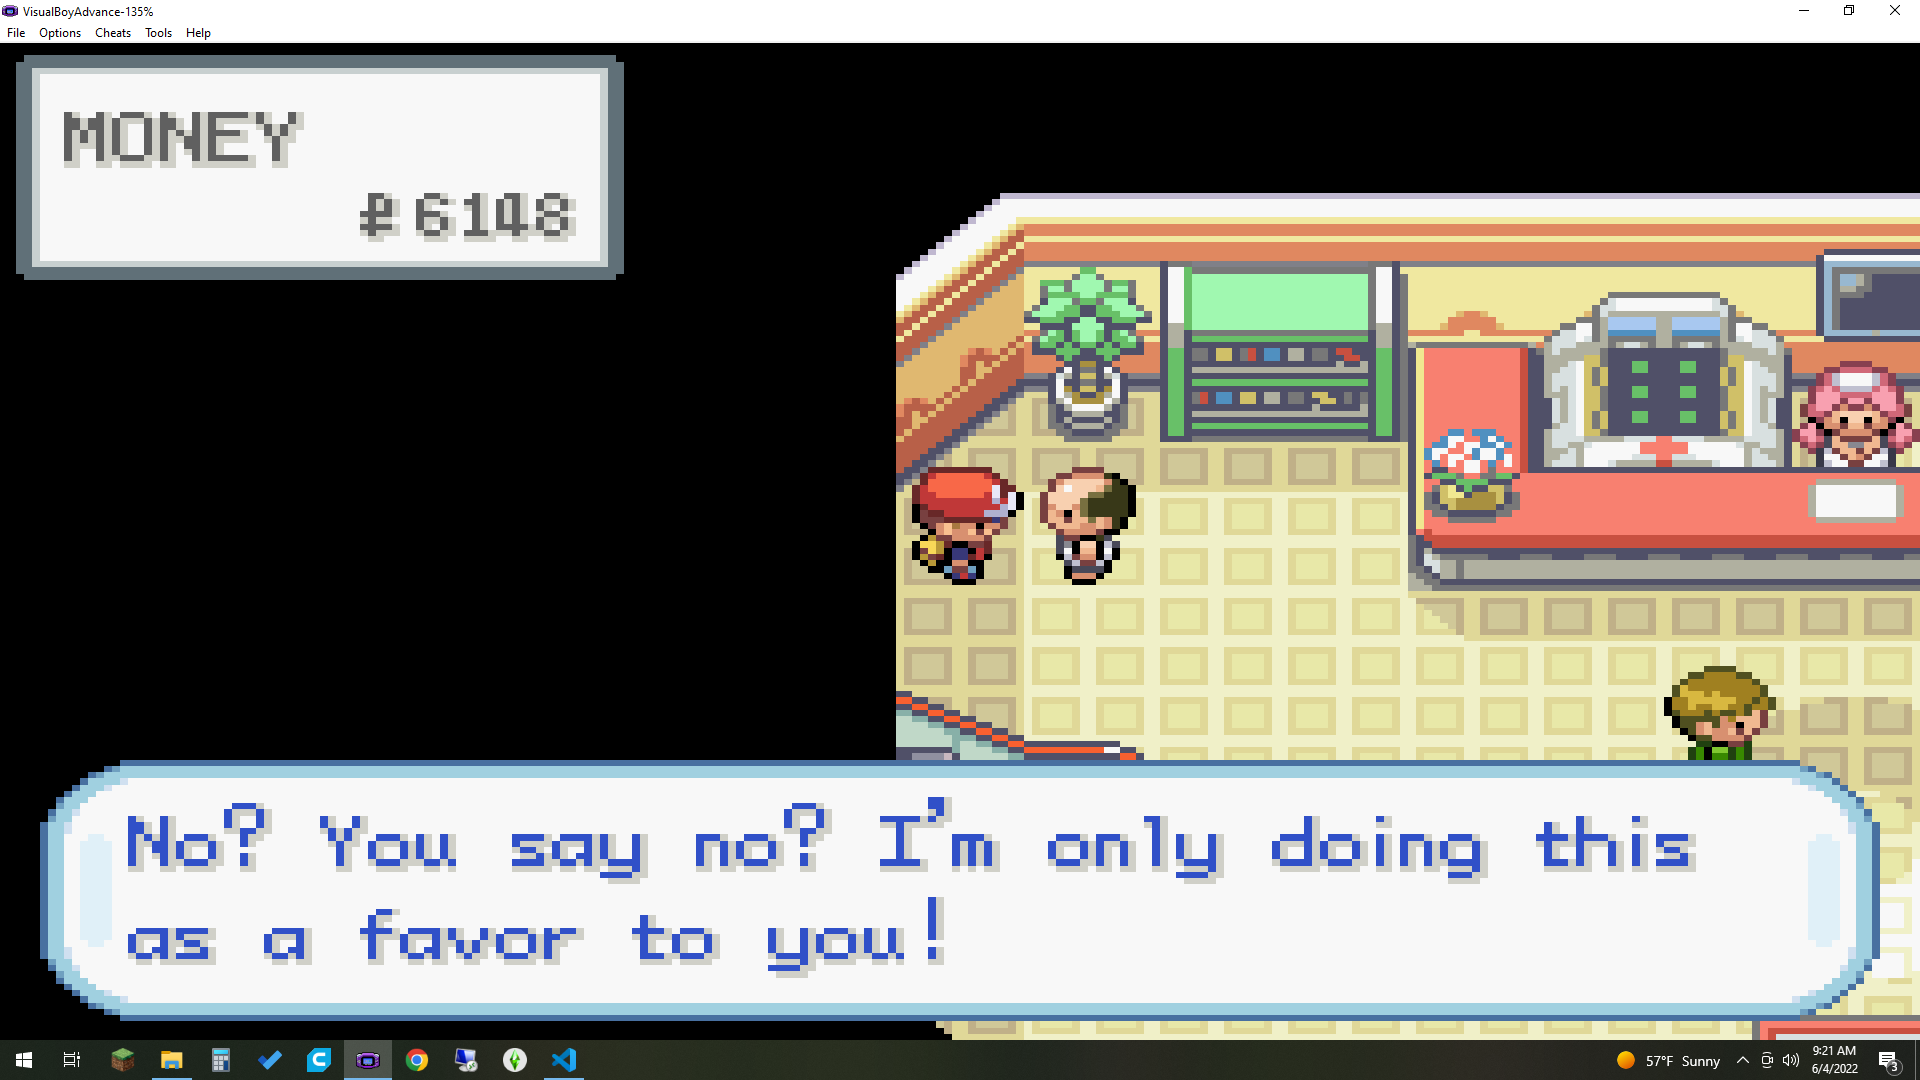 VisualBoyAdvance-135%
File Options Cheats Tools Help
MONEY
₽6148
No? You say no? I'm only doing this
as a favor to you!
57°F Sunny
9:21 AM
6/4/2022
3